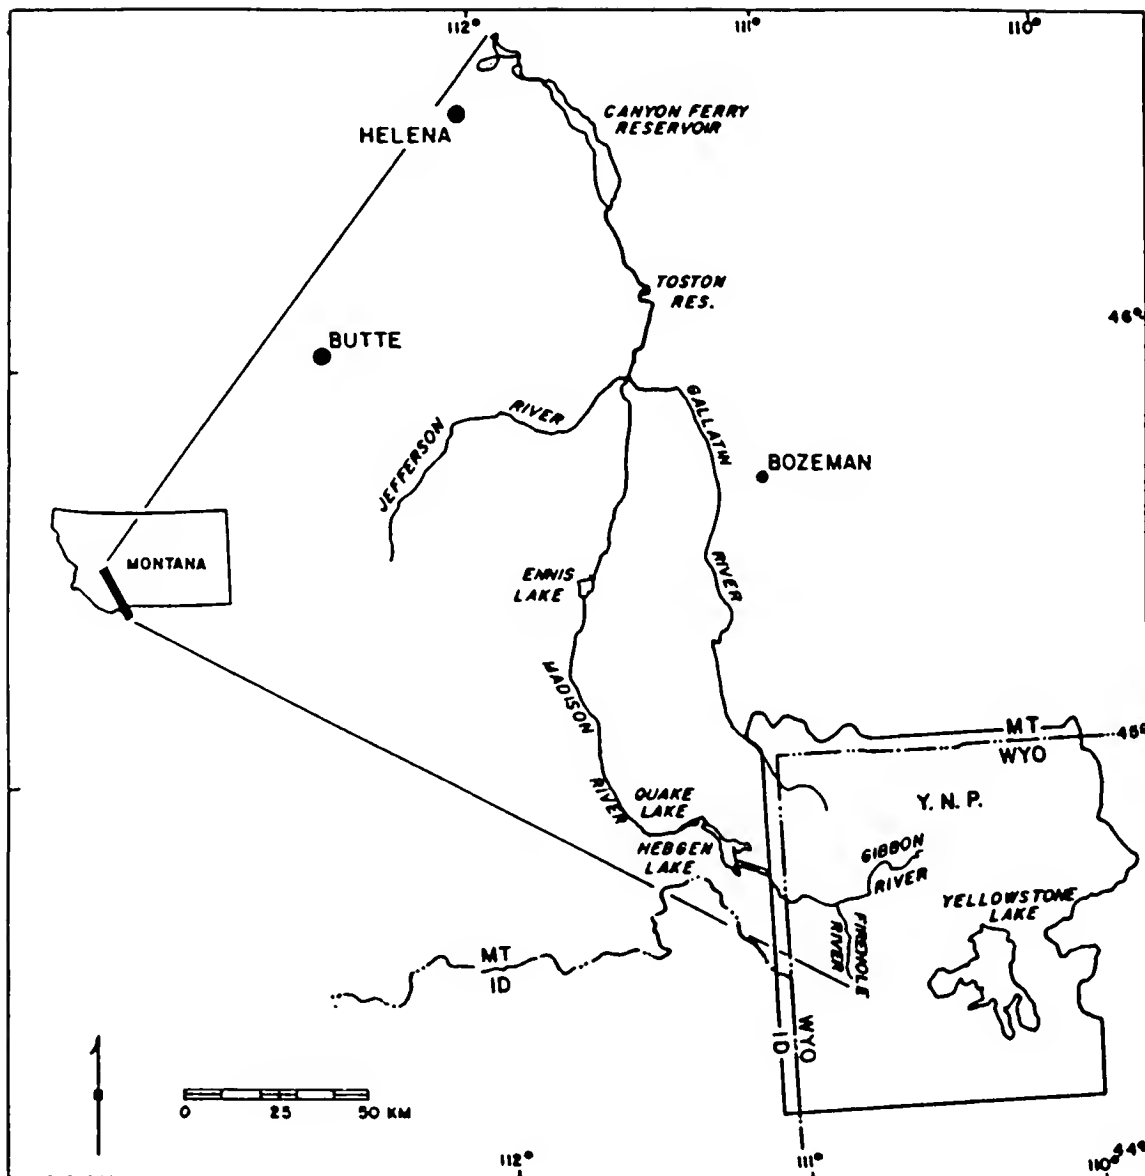 112°
111°
110°
CANYON FERRY
RESERVOIR
HELENA
TOSTON
RES.
46°
BUTTE
JEFFERSON
RIVER
GALLATIN
RIVER
BOZEMAN
MONTANA
ENNIS
LAKE
MADISON
RIVER
MT
WYO
45°
QUAKE
LAKE
HEBGEN
LAKE
Y. N. P.
GIBBON
RIVER
YELLOWSTONE
LAKE
FIREHOLE
RIVER
MT
ID
ID
WYO
0 25 50 KM
112°
111°
110°
44°